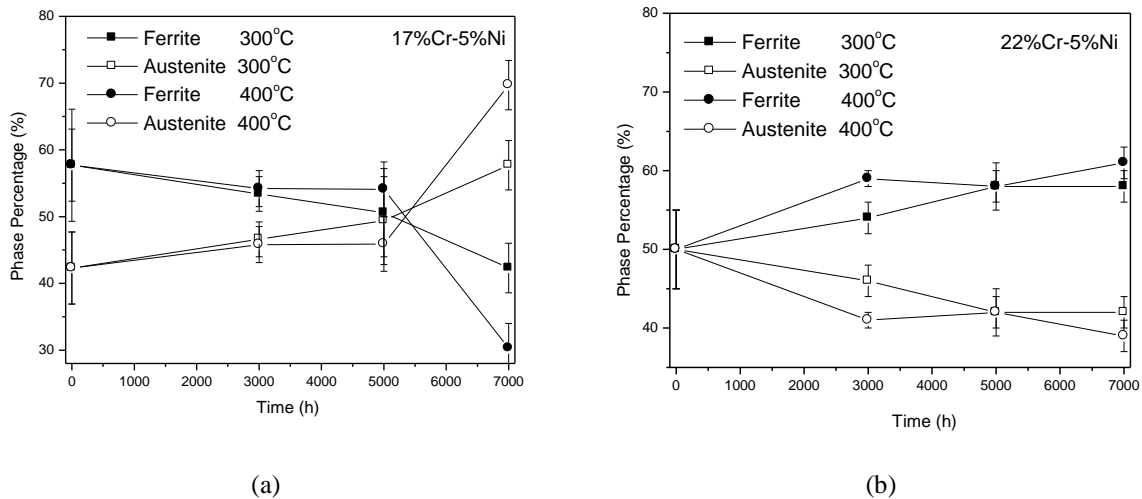 80
70
60
50
40
30
Phase Percentage (%)
Ferrite 300°C
Austenite 300°C
Ferrite 400°C
Austenite 400°C
17%Cr-5%Ni
0 1000 2000 3000 4000 5000 6000 7000
Time (h)
(a)
80
70
60
50
40
Phase Percentage (%)
Ferrite 300°C
Austenite 300°C
Ferrite 400°C
Austenite 400°C
22%Cr-5%Ni
0 1000 2000 3000 4000 5000 6000 7000
Time (h)
(b)